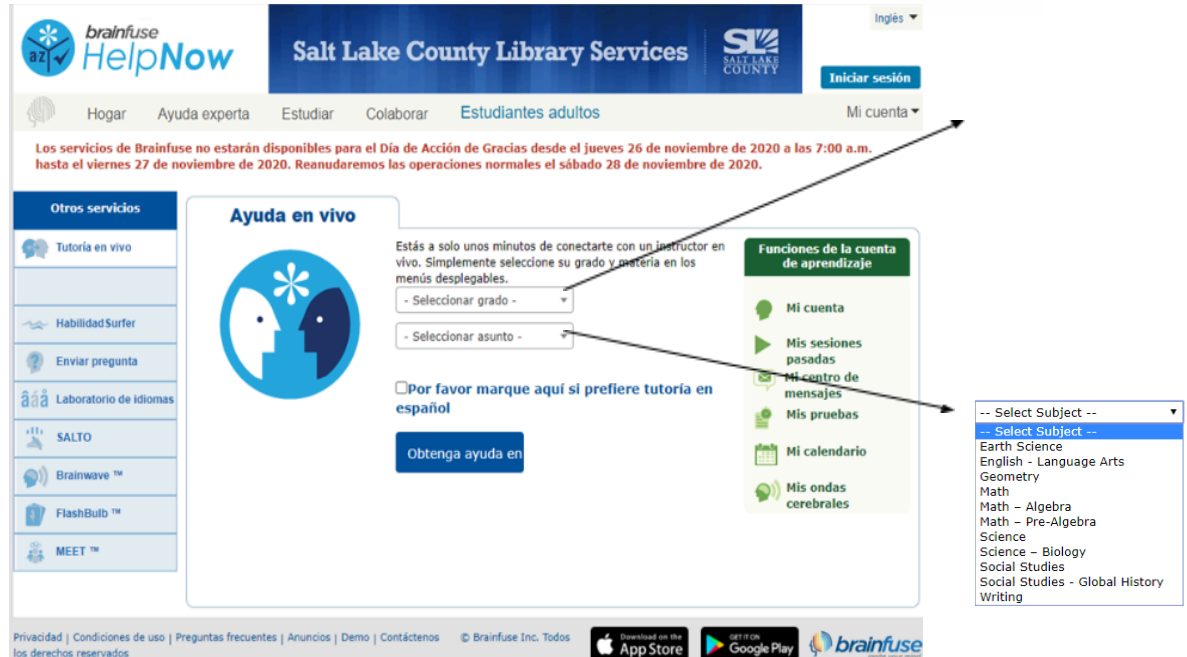 brainfuse
HelpNow
Salt Lake County Library Services
SALT LAKE
COUNTY
Inglés
Iniciar sesión
Hogar
Ayuda experta
Estudiar
Colaborar
Estudiantes adultos
Mi cuenta
Los servicios de Brainfuse no estarán disponibles para el Día de Acción de Gracias desde el jueves 26 de noviembre de 2020 a las 7:00 a.m.
hasta el viernes 27 de noviembre de 2020. Reanudaremos las operaciones normales el sábado 28 de noviembre de 2020.
Otros servicios
Tutoría en vivo
HabilidadSurfer
Enviar pregunta
âáà Laboratorio de idiomas
SALTO
Brainwave ™
FlashBulb ™
MEET ™
Ayuda en vivo
Estás a solo unos minutos de conectarte con un instructor en
vivo. Simplemente seleccione su grado y materia en los
menús desplegables.
- Seleccionar grado -
- Seleccionar asunto -
Por favor marque aquí si prefiere tutoría en
español
Obtenga ayuda en
Funciones de la cuenta
de aprendizaje
Mi cuenta
Mis sesiones
pasadas
Mi centro de
mensajes
Mis pruebas
Mi calendario
Mis ondas
cerebrales
-- Select Subject --
-- Select Subject --
Earth Science
English - Language Arts
Geometry
Math
Math – Algebra
Math – Pre-Algebra
Science
Science – Biology
Social Studies
Social Studies - Global History
Writing
Privacidad | Condiciones de uso | Preguntas frecuentes | Anuncios | Demo | Contáctenos
© Brainfuse Inc. Todos
los derechos reservados
Download on the
App Store
GET IT ON
Google Play
brainfuse